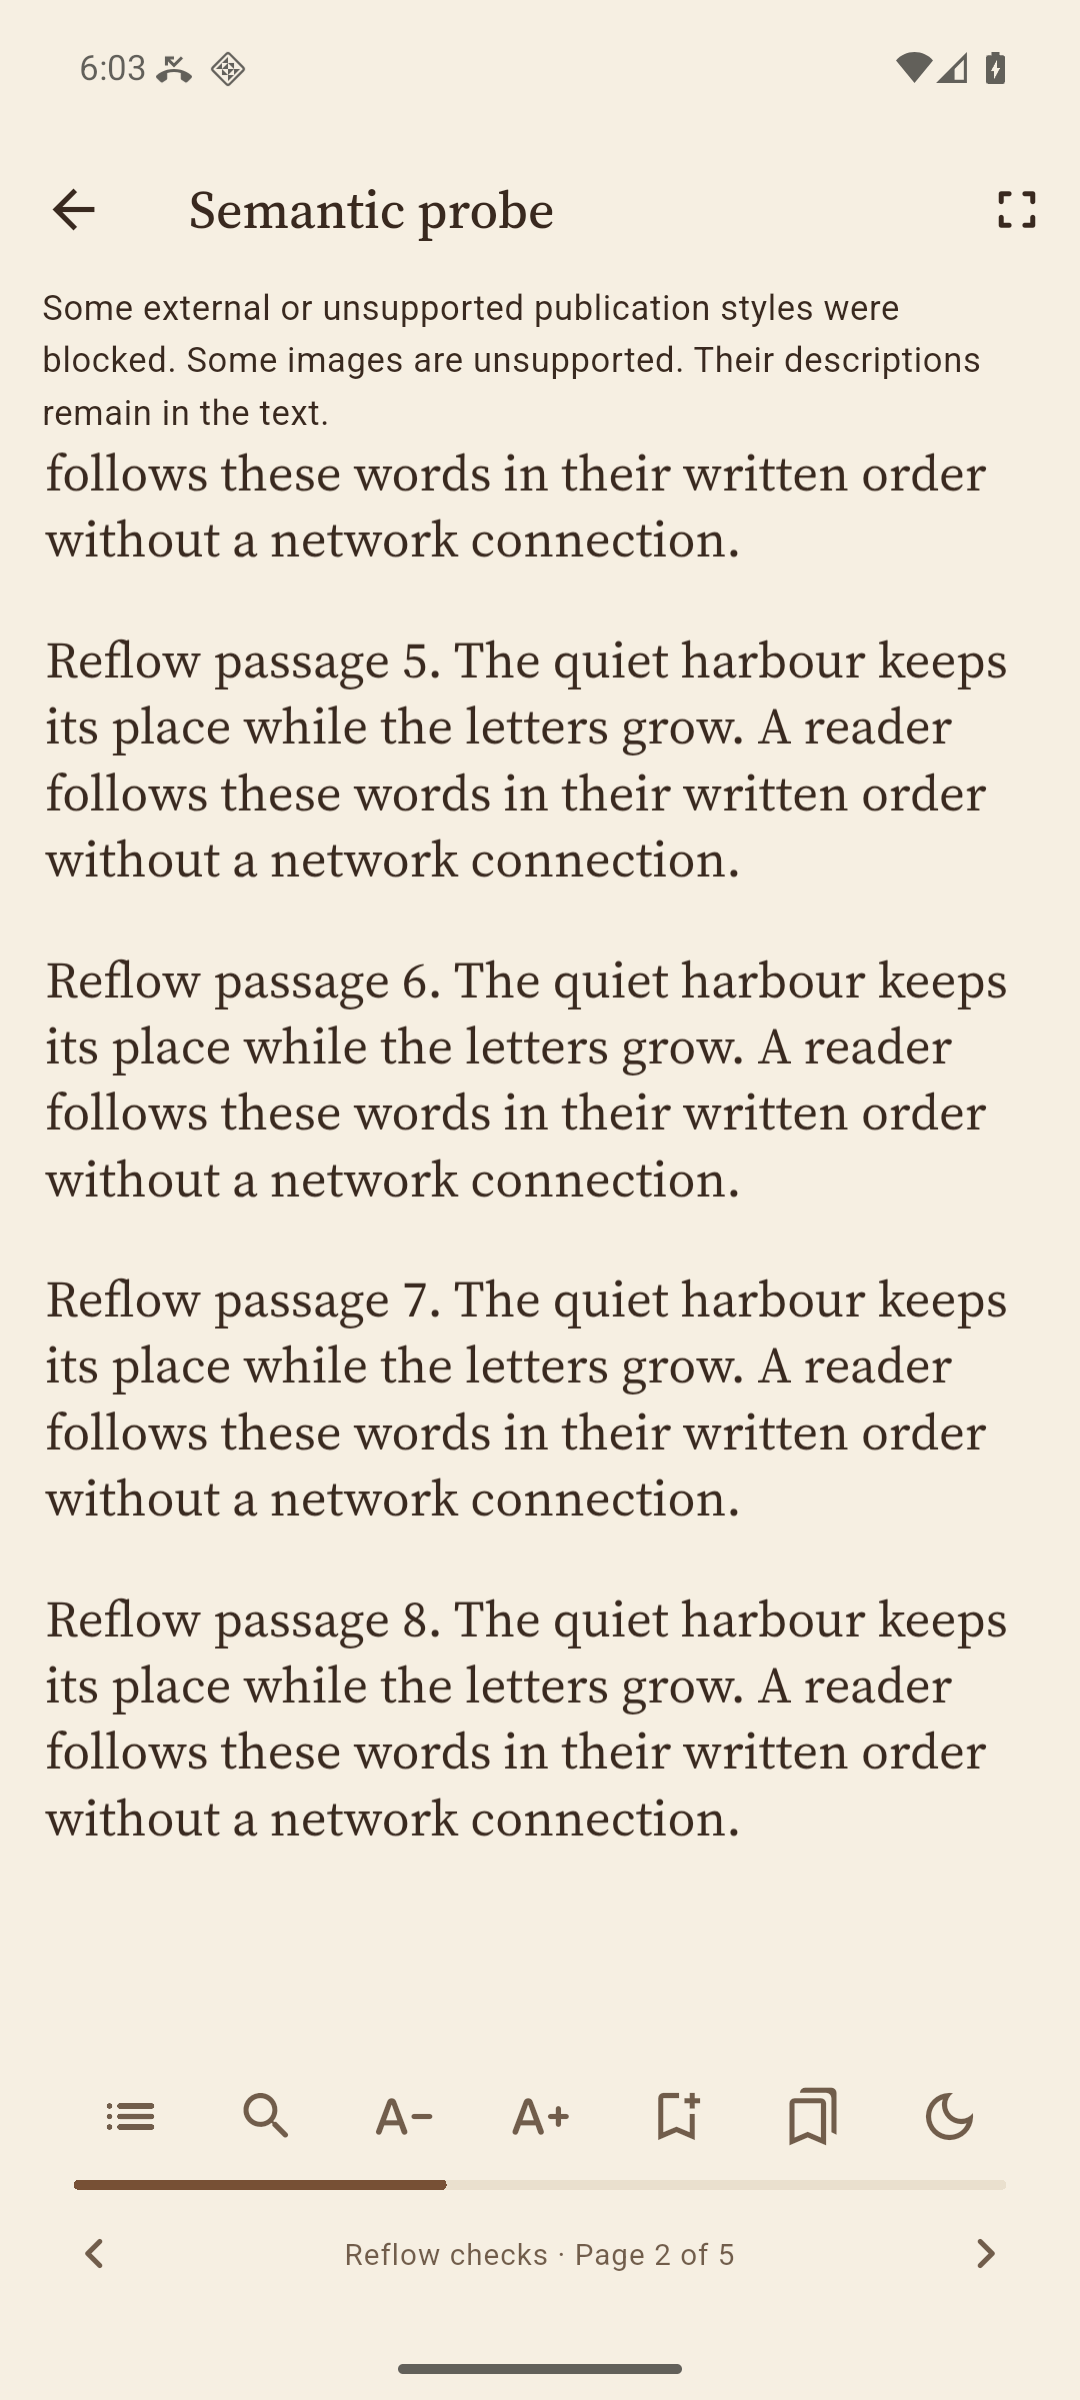 6:03
Semantic probe
Some external or unsupported publication styles were
blocked. Some images are unsupported. Their descriptions
remain in the text.
follows these words in their written order
without a network connection.
Reflow passage 5. The quiet harbour keeps
its place while the letters grow. A reader
follows these words in their written order
without a network connection.
Reflow passage 6. The quiet harbour keeps
its place while the letters grow. A reader
follows these words in their written order
without a network connection.
Reflow passage 7. The quiet harbour keeps
its place while the letters grow. A reader
follows these words in their written order
without a network connection.
Reflow passage 8. The quiet harbour keeps
its place while the letters grow. A reader
follows these words in their written order
without a network connection.
A− A+
Reflow checks · Page 2 of 5